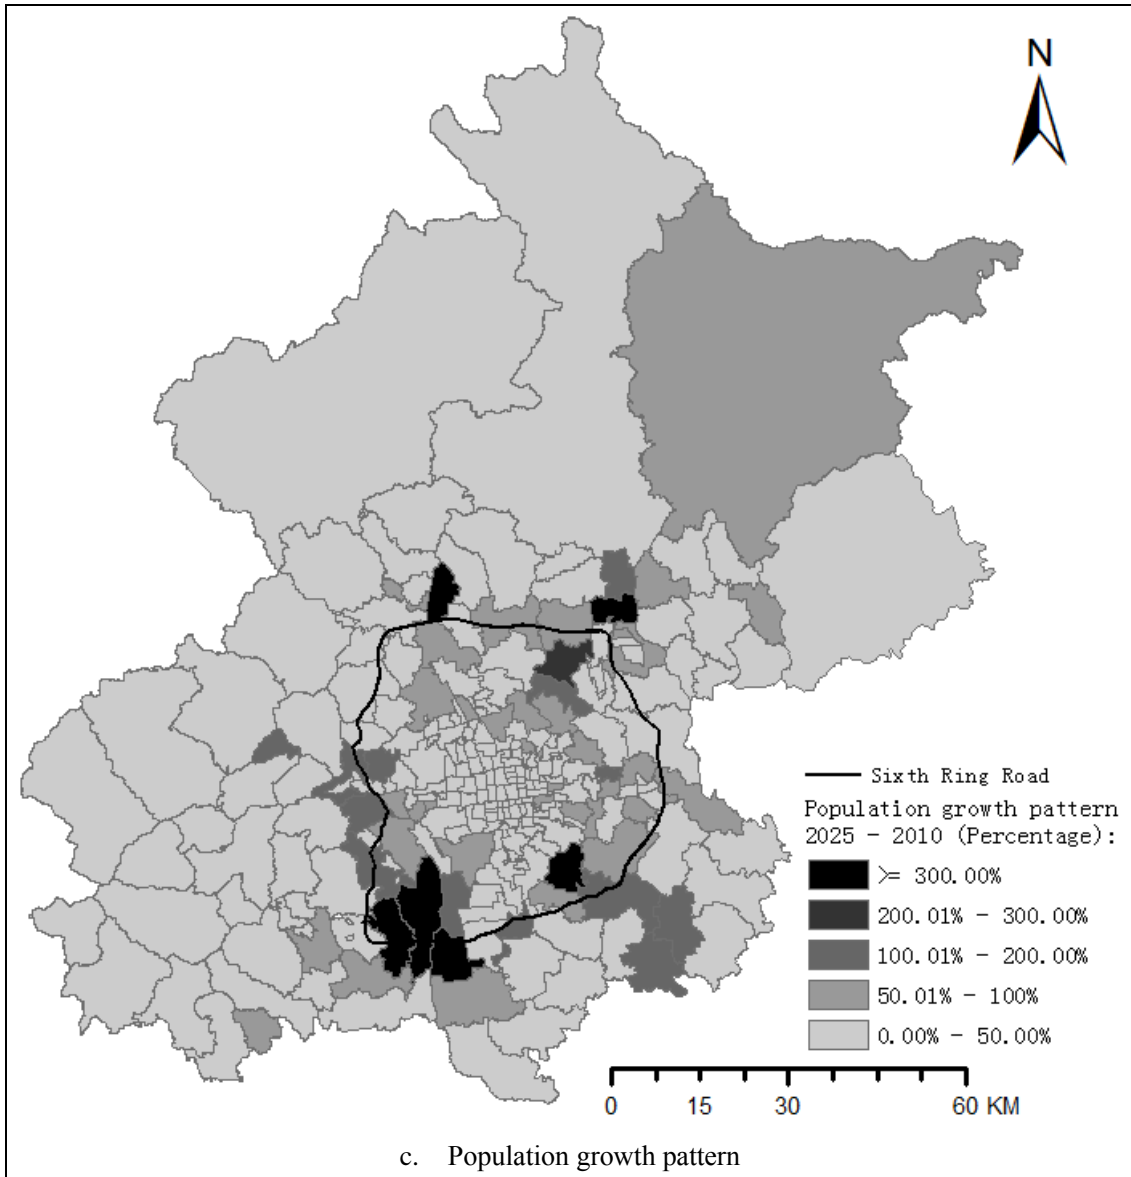 N
Sixth Ring Road
Population growth pattern
2025 - 2010 (Percentage):
>= 300.00%
200.01% - 300.00%
100.01% - 200.00%
50.01% - 100%
0.00% - 50.00%
0 15 30 60 KM
c. Population growth pattern